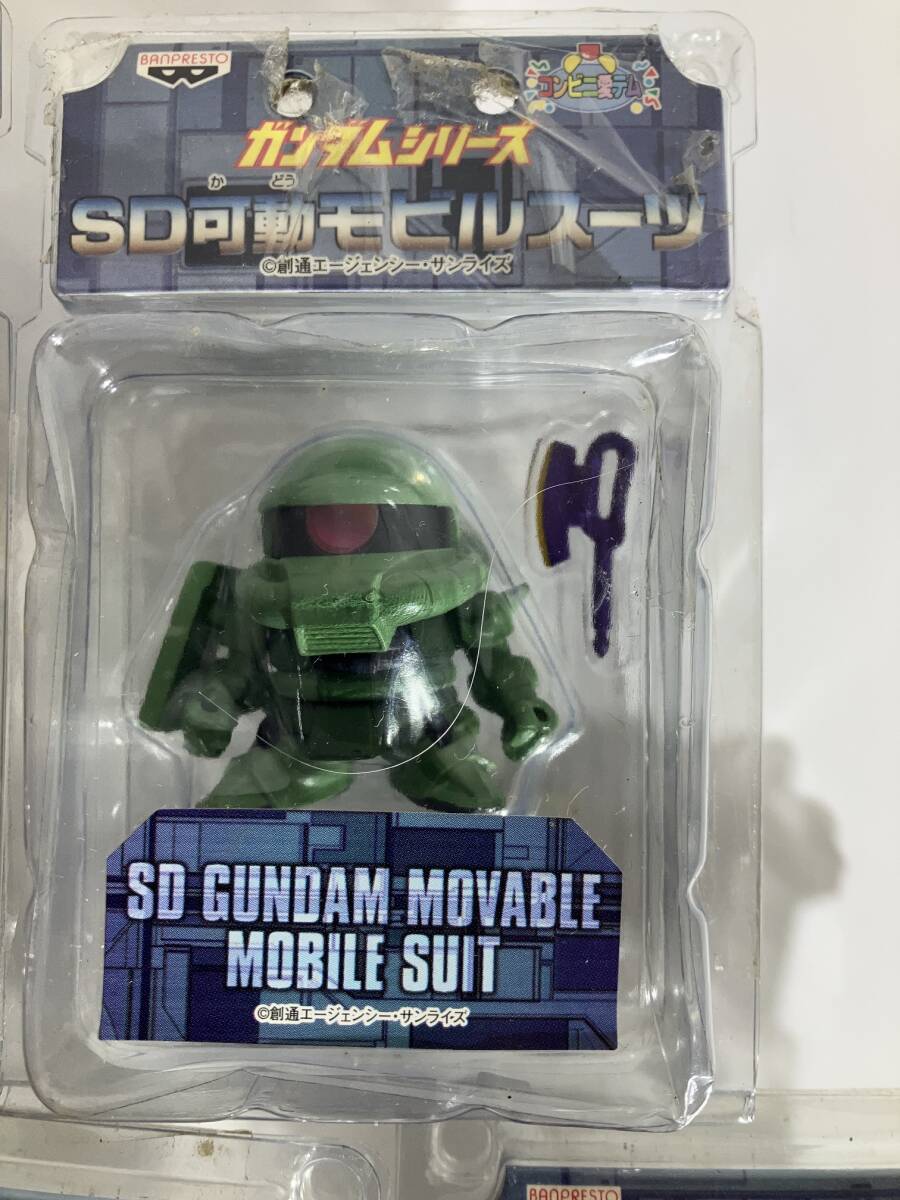 BANPRESTO
コンビニ愛テム
ガンダムシリーズ
か どう
SD可動モビルスーツ
©創通エージェンシー・サンライズ
SD GUNDAM MOVABLE
MOBILE SUIT
©創通エージェンシー・サンライズ
BANPRESTO